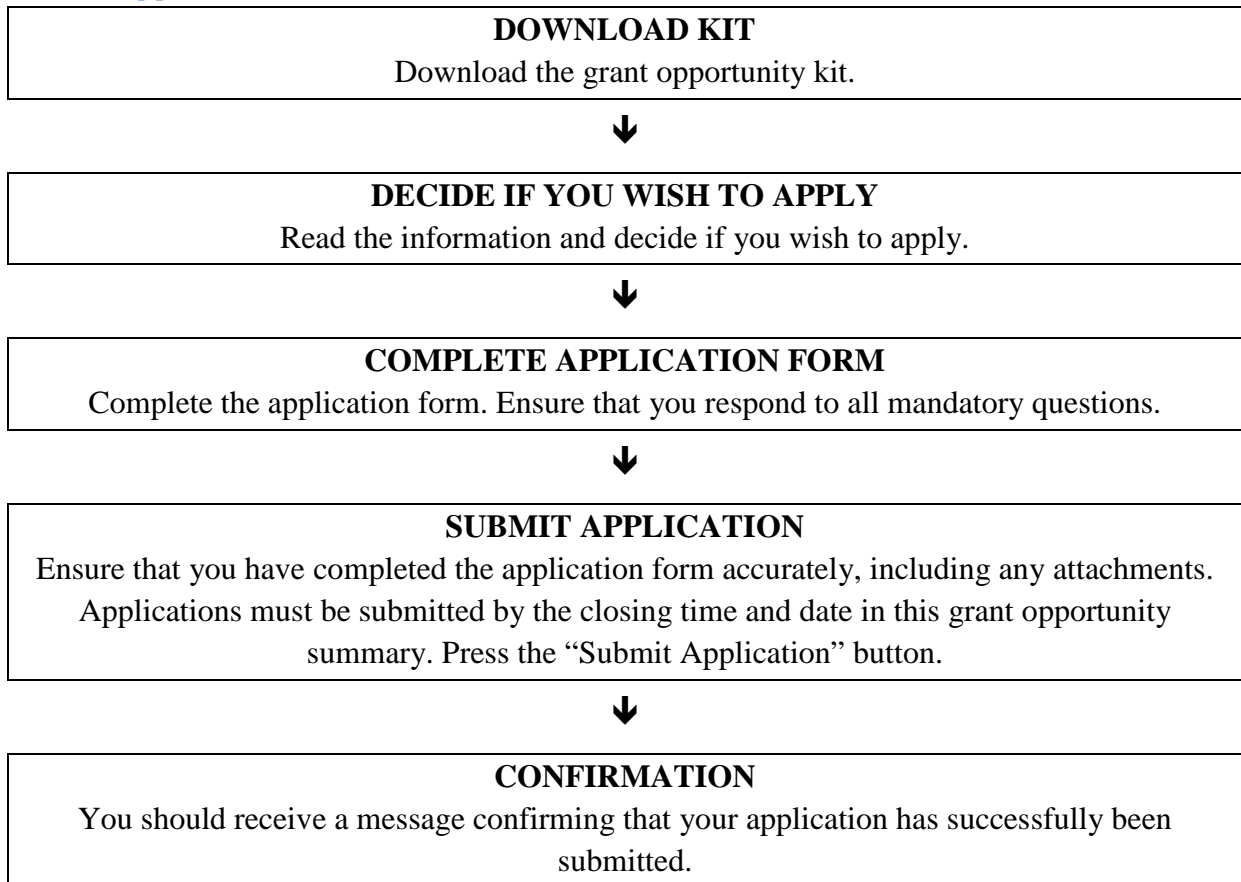 DOWNLOAD KIT
Download the grant opportunity kit.
DECIDE IF YOU WISH TO APPLY
Read the information and decide if you wish to apply.
COMPLETE APPLICATION FORM
Complete the application form. Ensure that you respond to all mandatory questions.
SUBMIT APPLICATION
Ensure that you have completed the application form accurately, including any attachments.
Applications must be submitted by the closing time and date in this grant opportunity
summary. Press the “Submit Application” button.
CONFIRMATION
You should receive a message confirming that your application has successfully been
submitted.